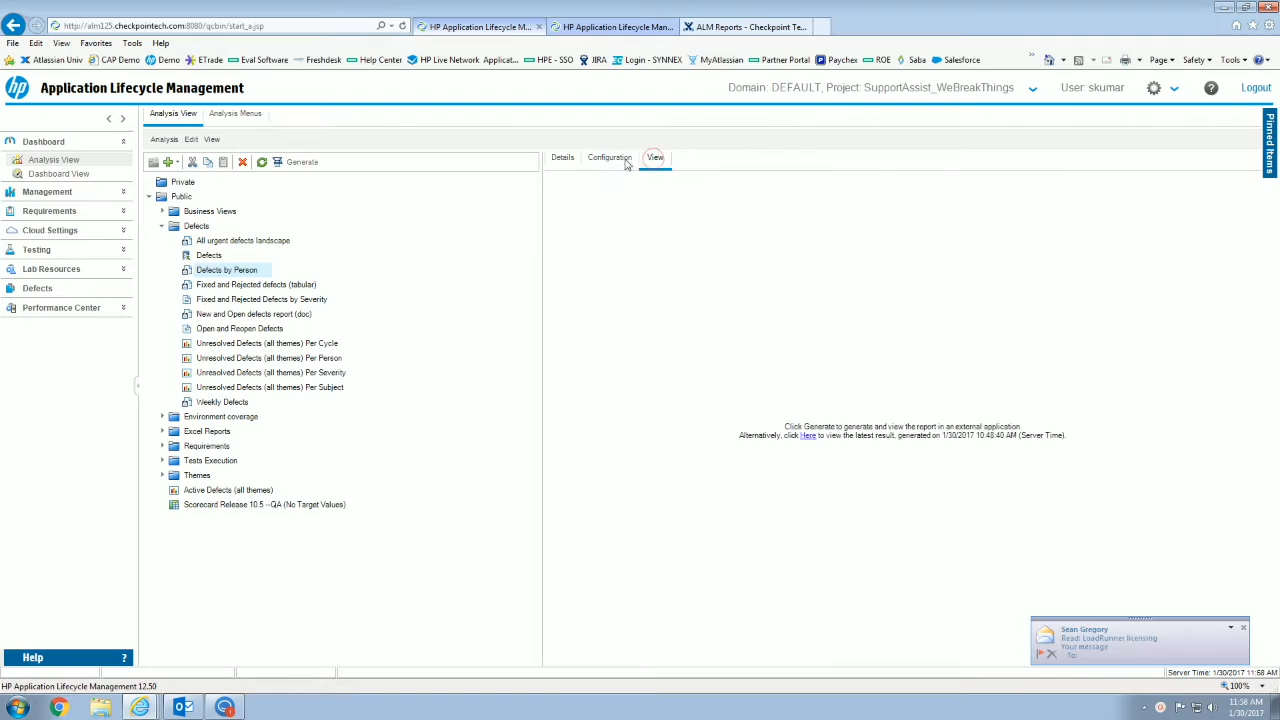 http://alm125.checkpointech.com:8080/qcbin/start_a.jsp
HP Application Lifecycle M...
HP Application Lifecycle Man...
ALM Reports - Checkpoint Te...
File Edit View Favorites Tools Help
Atlassian Univ CAP Demo Demo ETrade Eval Software Freshdesk Help Center HP Live Network Applicat... HPE - SSO JIRA Login - SYNNEX MyAtlassian Partner Portal Paychex ROE Saba Salesforce
Page Safety Tools
hp Application Lifecycle Management
Domain: DEFAULT, Project: SupportAssist_WeBreakThings
User: skumar
Logout
Pinned Items
Dashboard
Analysis View
Dashboard View
Management
Requirements
Cloud Settings
Testing
Lab Resources
Defects
Performance Center
Help ?
Analysis View Analysis Menus
Analysis Edit View
Generate
Private
Public
Business Views
Defects
All urgent defects landscape
Defects
Defects by Person
Fixed and Rejected defects (tabular)
Fixed and Rejected Defects by Severity
New and Open defects report (doc)
Open and Reopen Defects
Unresolved Defects (all themes) Per Cycle
Unresolved Defects (all themes) Per Person
Unresolved Defects (all themes) Per Severity
Unresolved Defects (all themes) Per Subject
Weekly Defects
Environment coverage
Excel Reports
Requirements
Tests Execution
Themes
Active Defects (all themes)
Scorecard Release 10.5 --QA (No Target Values)
Details Configuration View
Click Generate to generate and view the report in an external application
Alternatively, click Here to view the latest result, generated on 1/30/2017 10:48:40 AM (Server Time).
Sean Gregory
Read: LoadRunner licensing
Your message
To:
Server Time: 1/30/2017 11:58 AM
HP Application Lifecycle Management 12.50
100%
11:58 AM
1/30/2017